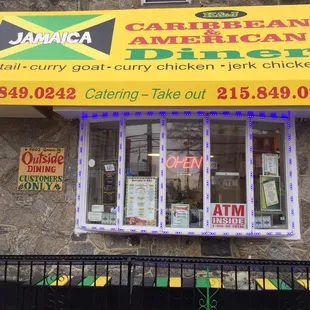 JAMAICA
CARIBBEAN
&
AMERICAN
Diner
tail - curry goat - curry chicken - jerk chicke
849.0242
Catering - Take out
215.849.0
OPEN
Outside
DINING
CUSTOMERS
ONLY
ATM
INSIDE